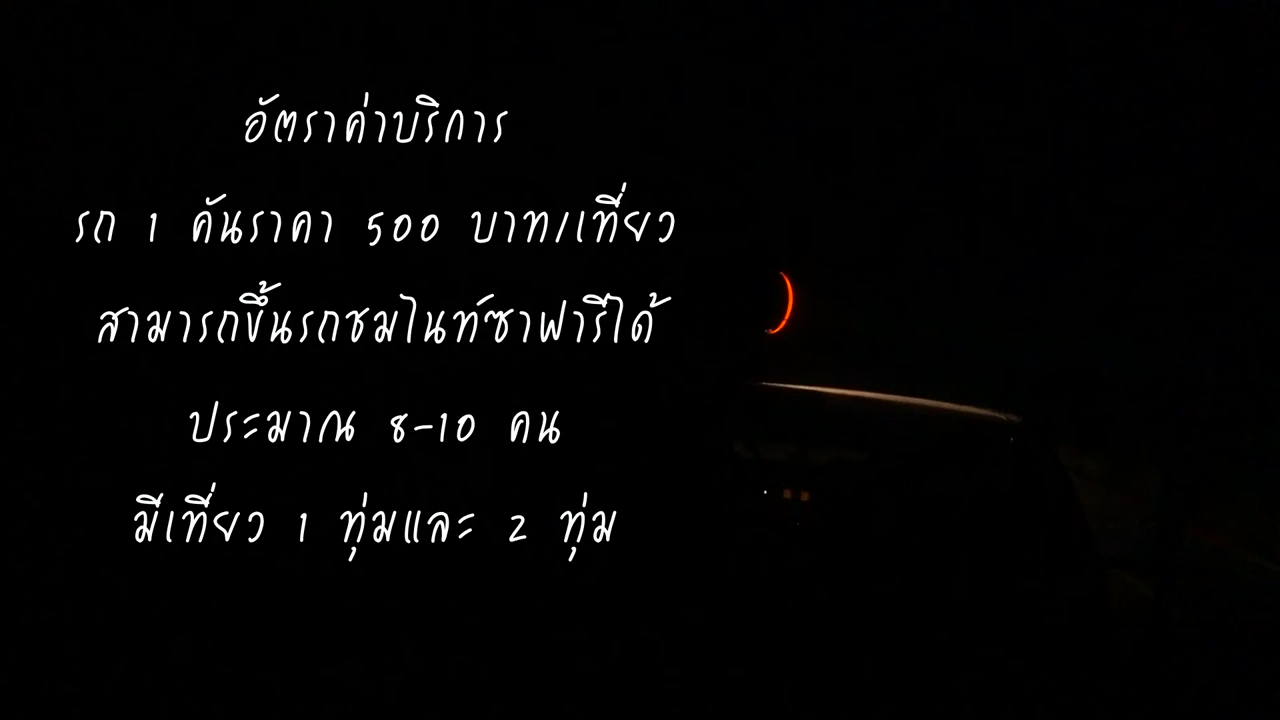 อัตราค่าบริการ
รถ 1 คันราคา 500 บาท/เที่ยว
สามารถขึ้นรถชมไนท์ซาฟารีได้
ประมาณ 8-10 คน
มีเที่ยว 1 ทุ่มและ 2 ทุ่ม